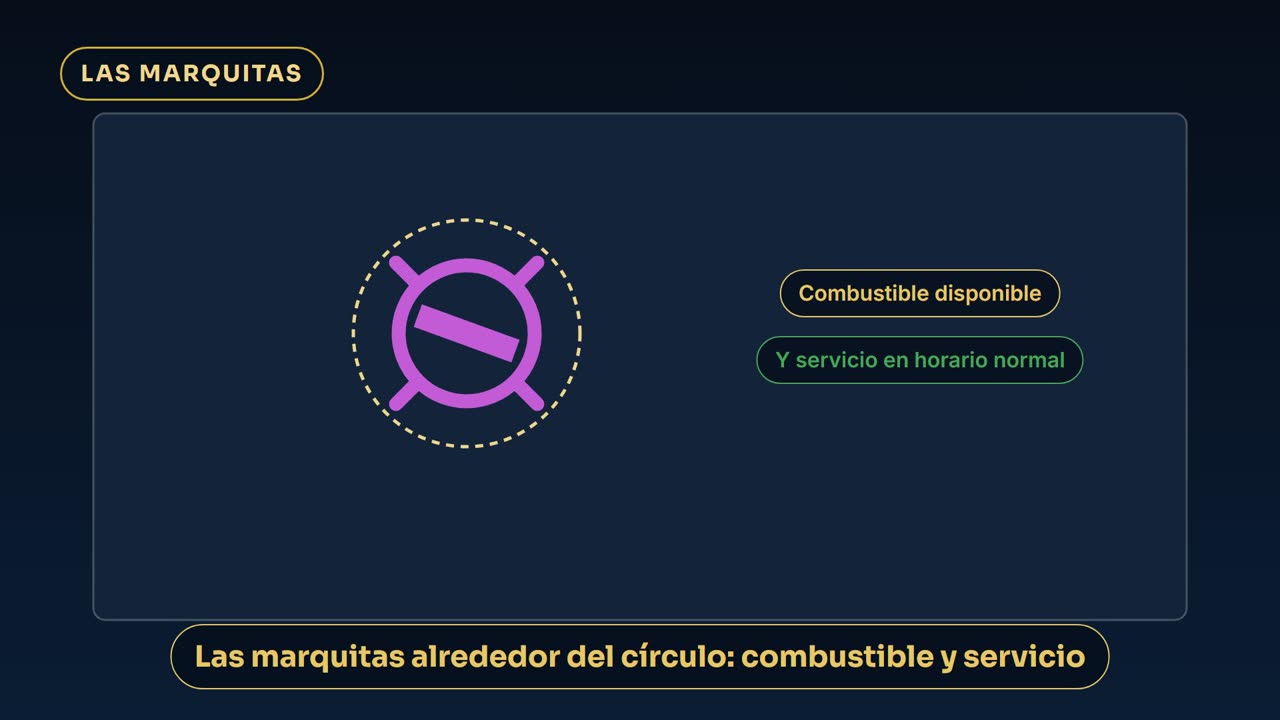 LAS MARQUITAS
Combustible disponible
Y servicio en horario normal
Las marquitas alrededor del círculo: combustible y servicio